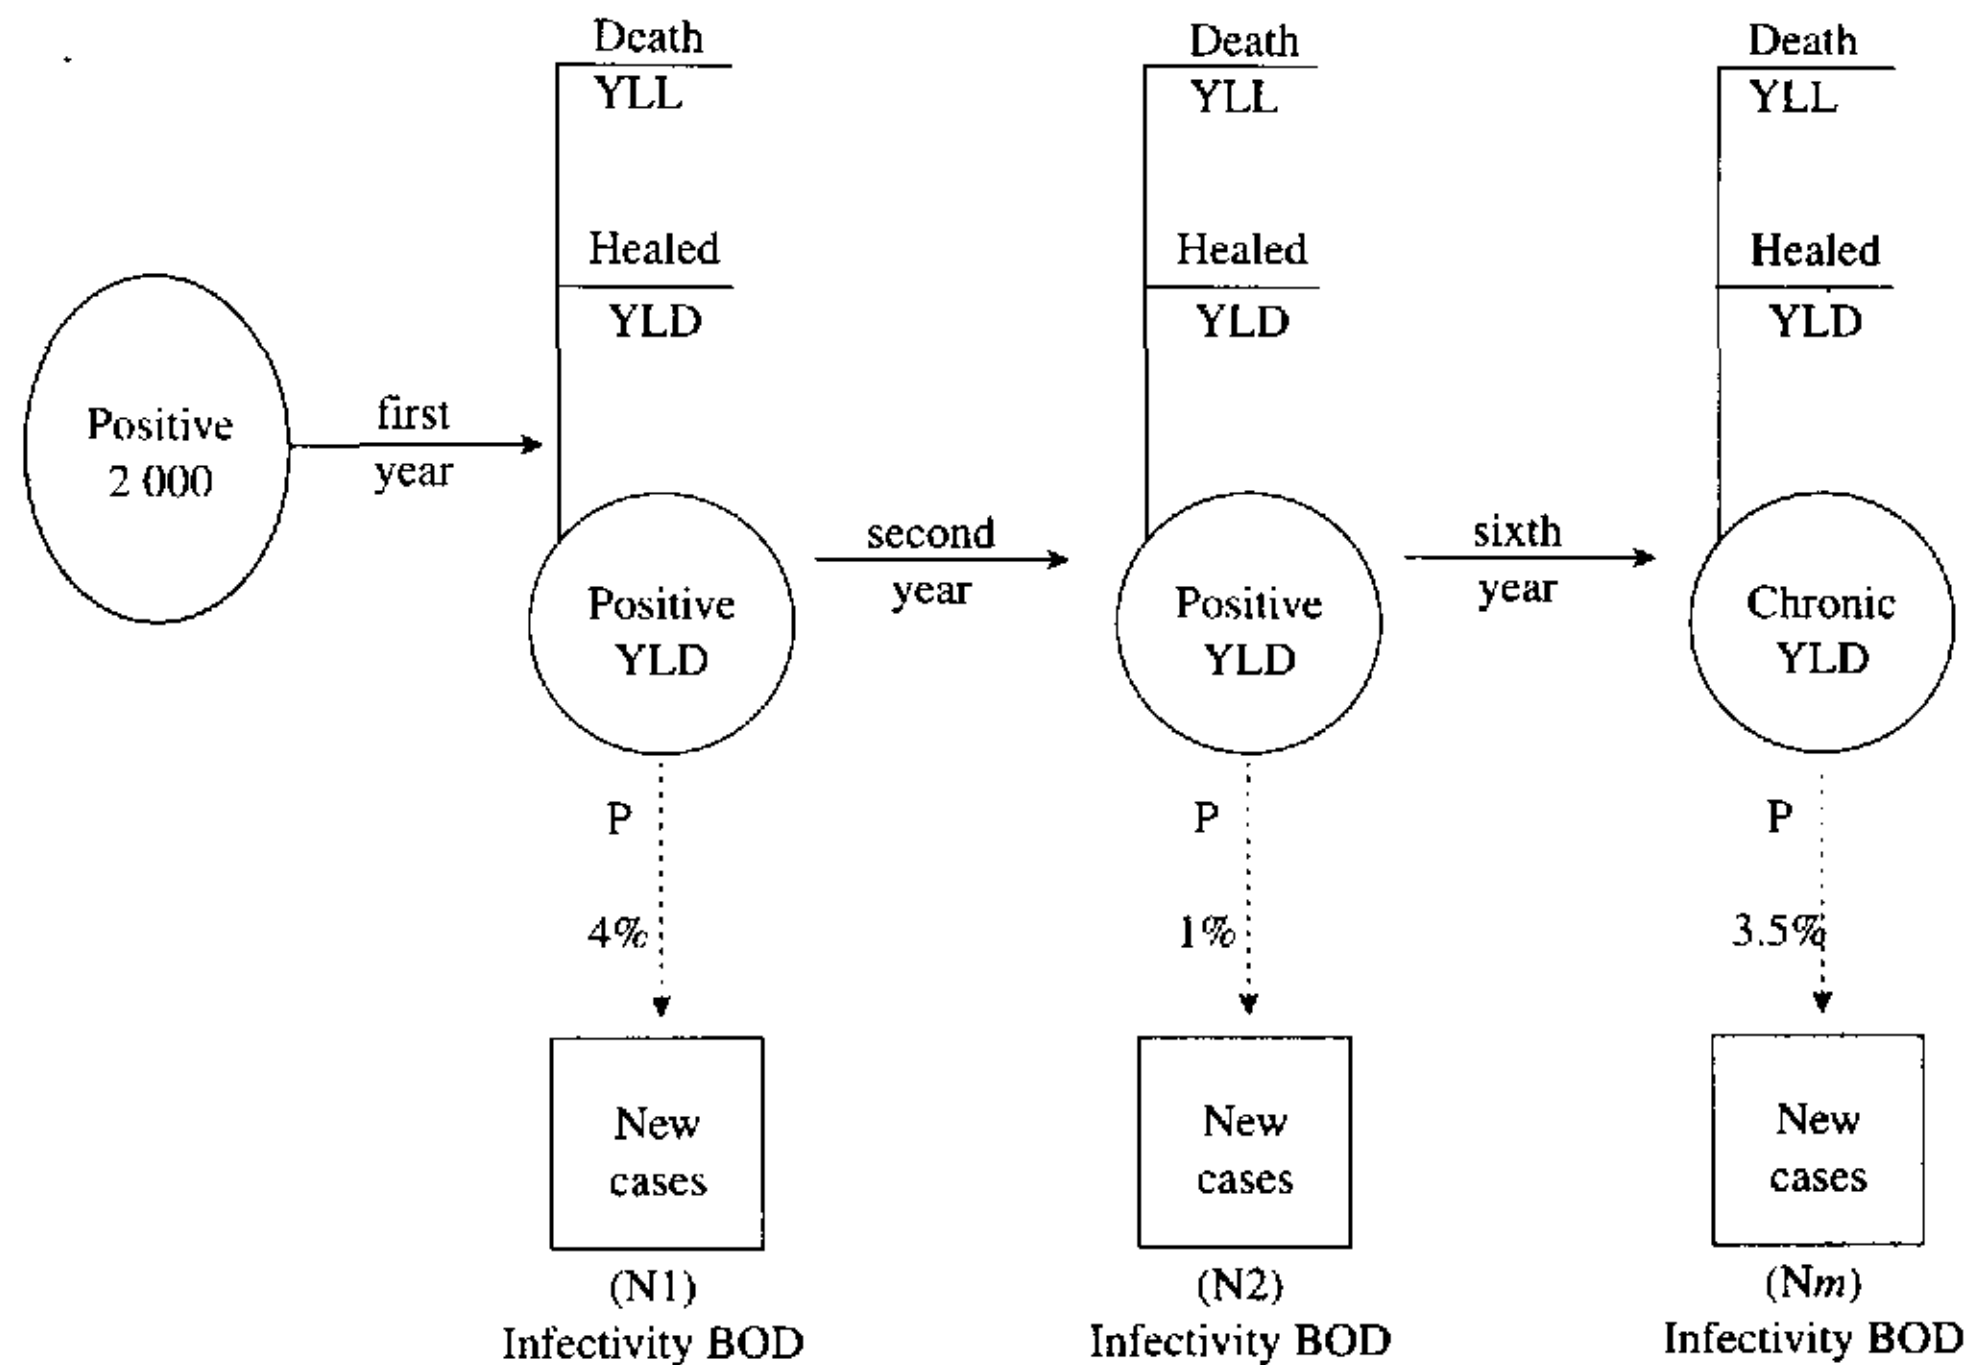 Death
YLL
Healed
YLD
Death
YLL
Healed
YLD
Death
YLL
Healed
YLD
Positive
2 000
first
year
Positive
YLD
second
year
Positive
YLD
sixth
year
Chronic
YLD
P
4%
P
1%
P
3.5%
New
cases
New
cases
New
cases
(N1)
Infectivity BOD
(N2)
Infectivity BOD
(Nm)
Infectivity BOD